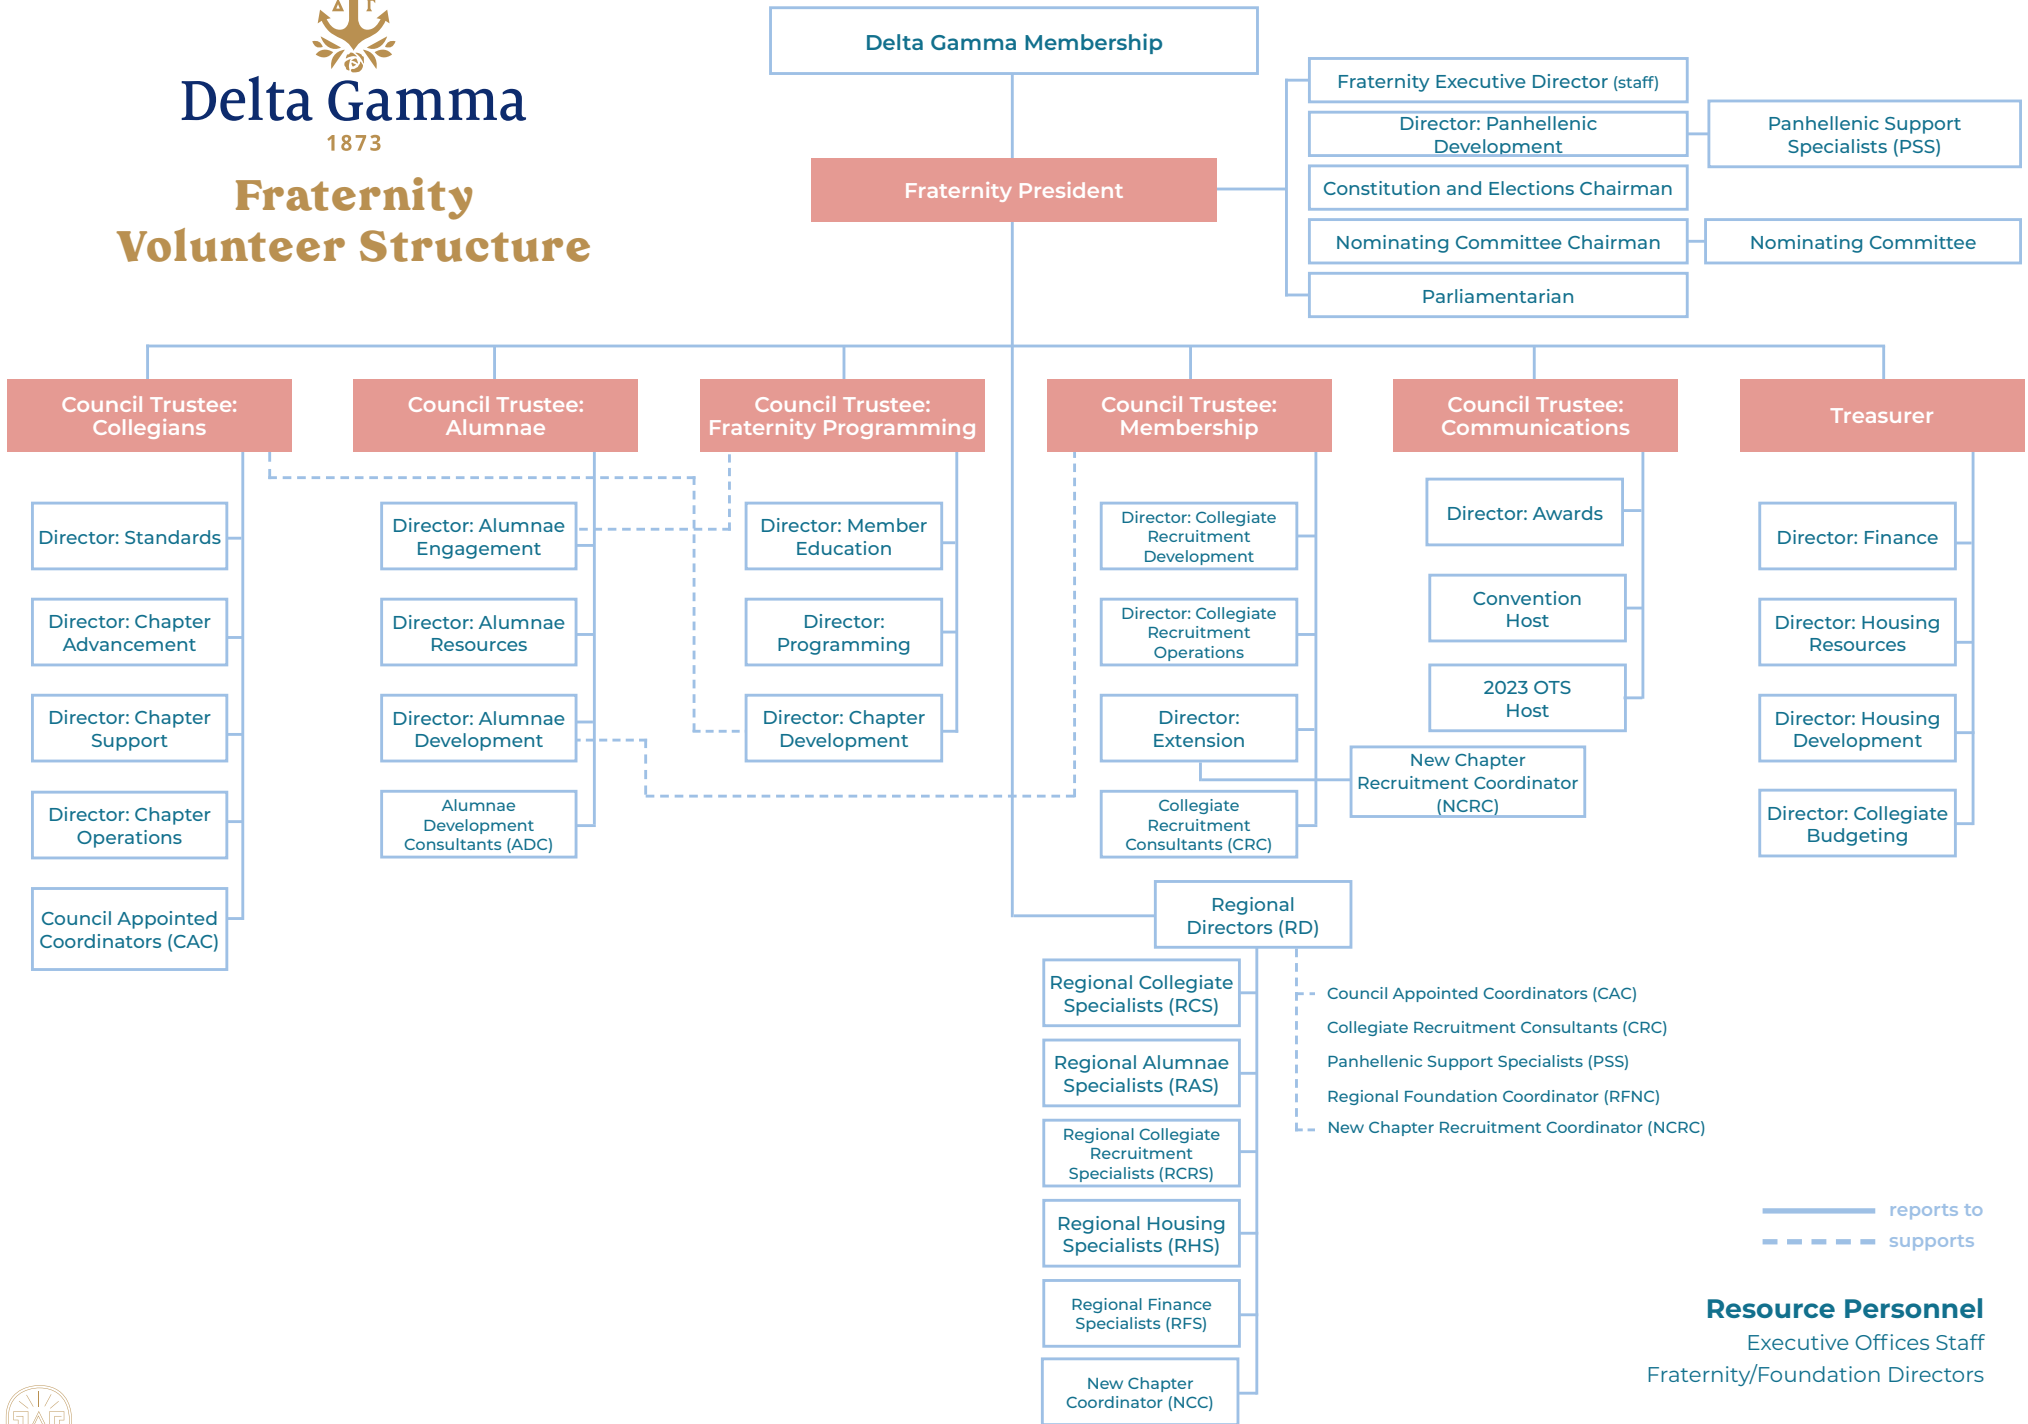 Δ Γ
Delta Gamma
1873
Fraternity
Volunteer Structure
Delta Gamma Membership
Fraternity President
Fraternity Executive Director (staff)
Director: Panhellenic
Development
Panhellenic Support
Specialists (PSS)
Constitution and Elections Chairman
Nominating Committee Chairman
Nominating Committee
Parliamentarian
Council Trustee:
Collegians
Council Trustee:
Alumnae
Council Trustee:
Fraternity Programming
Council Trustee:
Membership
Council Trustee:
Communications
Treasurer
Director: Standards
Director: Chapter
Advancement
Director: Chapter
Support
Director: Chapter
Operations
Council Appointed
Coordinators (CAC)
Director: Alumnae
Engagement
Director: Alumnae
Resources
Director: Alumnae
Development
Alumnae
Development
Consultants (ADC)
Director: Member
Education
Director:
Programming
Director: Chapter
Development
Director: Collegiate
Recruitment
Development
Director: Collegiate
Recruitment
Operations
Director:
Extension
New Chapter
Recruitment Coordinator
(NCRC)
Collegiate
Recruitment
Consultants (CRC)
Director: Awards
Convention
Host
2023 OTS
Host
Director: Finance
Director: Housing
Resources
Director: Housing
Development
Director: Collegiate
Budgeting
Regional
Directors (RD)
Regional Collegiate
Specialists (RCS)
Regional Alumnae
Specialists (RAS)
Regional Collegiate
Recruitment
Specialists (RCRS)
Regional Housing
Specialists (RHS)
Regional Finance
Specialists (RFS)
New Chapter
Coordinator (NCC)
Council Appointed Coordinators (CAC)
Collegiate Recruitment Consultants (CRC)
Panhellenic Support Specialists (PSS)
Regional Foundation Coordinator (RFNC)
New Chapter Recruitment Coordinator (NCRC)
reports to
supports
Resource Personnel
Executive Offices Staff
Fraternity/Foundation Directors